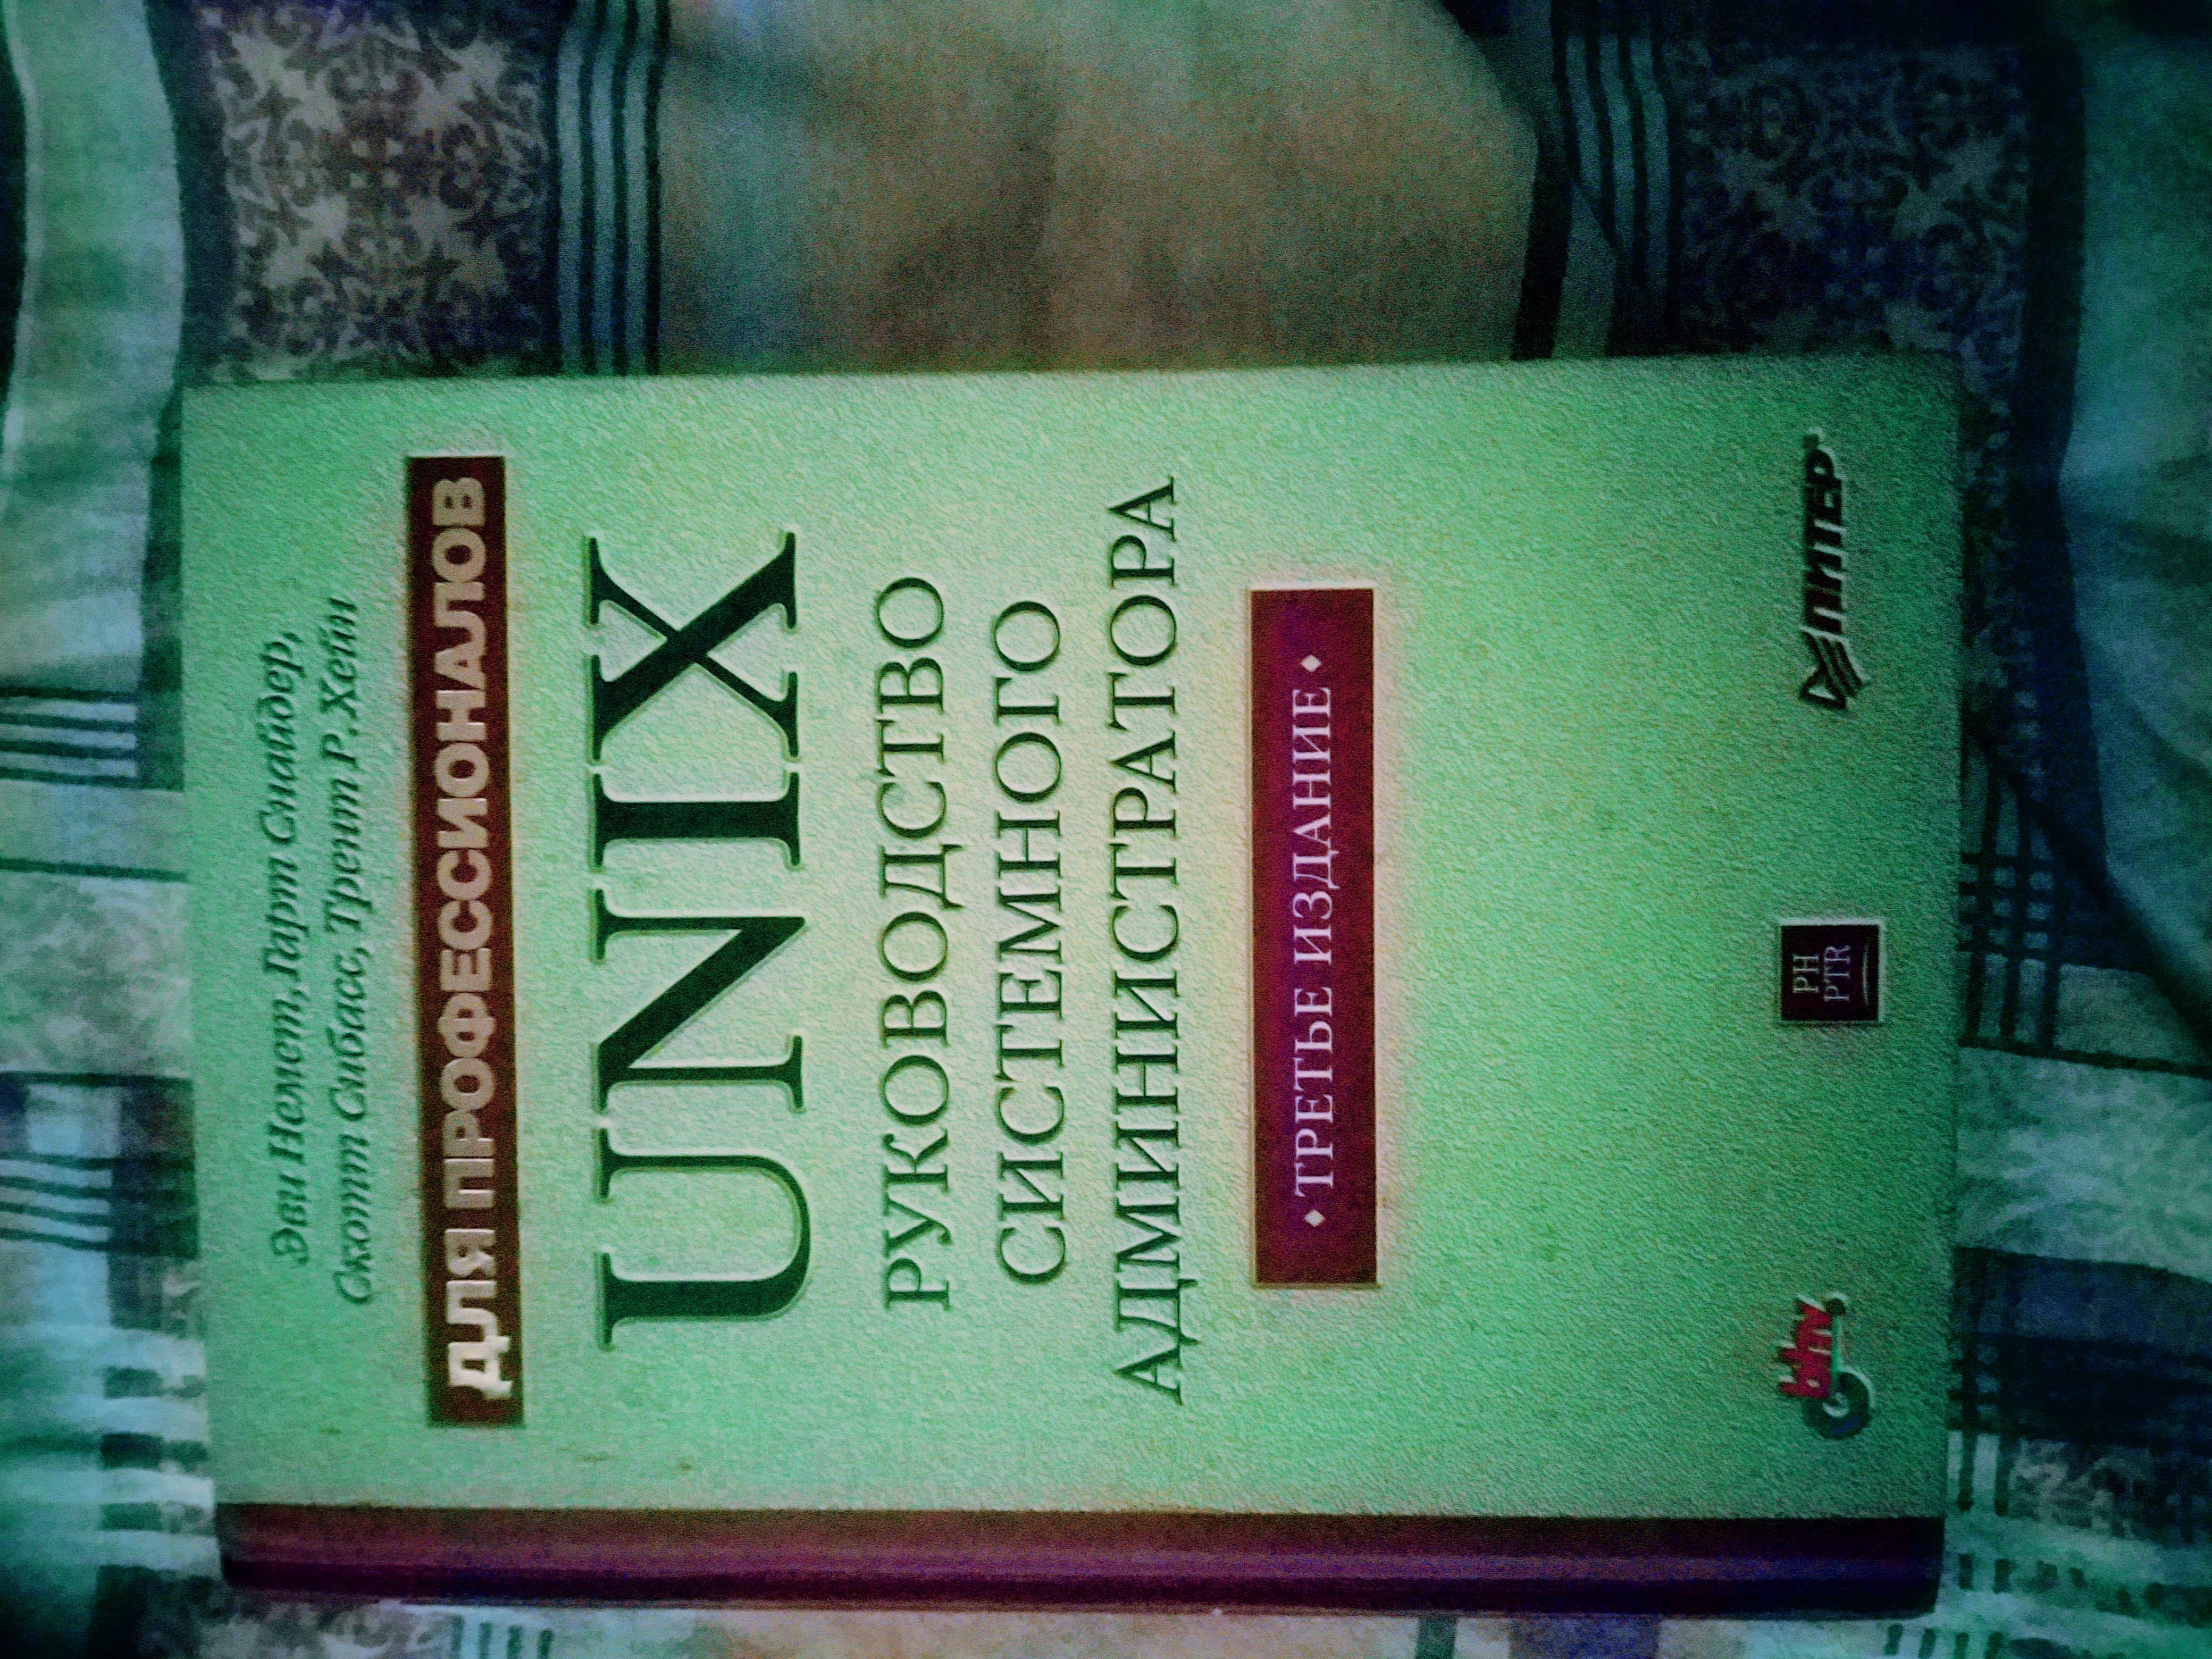 Эви Немет, Гарт Снайдер,
Скотт Сибасс, Трент Р. Хейн
ДЛЯ ПРОФЕССИОНАЛОВ
UNIX
РУКОВОДСТВО
СИСТЕМНОГО
АДМИНИСТРАТОРА
ТРЕТЬЕ ИЗДАНИЕ
bhv
PH
PTR
ПИТЕР